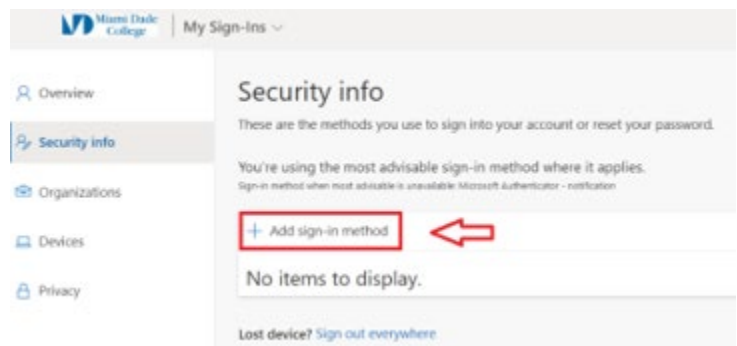 Miami Dade
College
My Sign-Ins
Overview
Security info
Organizations
Devices
Privacy
Security info
These are the methods you use to sign into your account or reset your password.
You're using the most advisable sign-in method where it applies.
Sign-in method when most advisable is unavailable: Microsoft Authenticator - notification
+ Add sign-in method
No items to display.
Lost device? Sign out everywhere